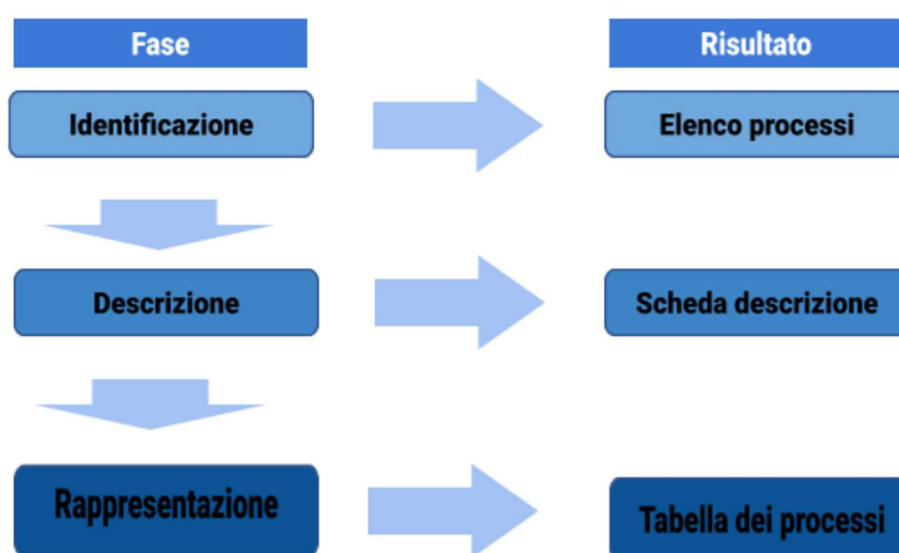 Fase
Risultato
Identificazione
Elenco processi
Descrizione
Scheda descrizione
Rappresentazione
Tabella dei processi